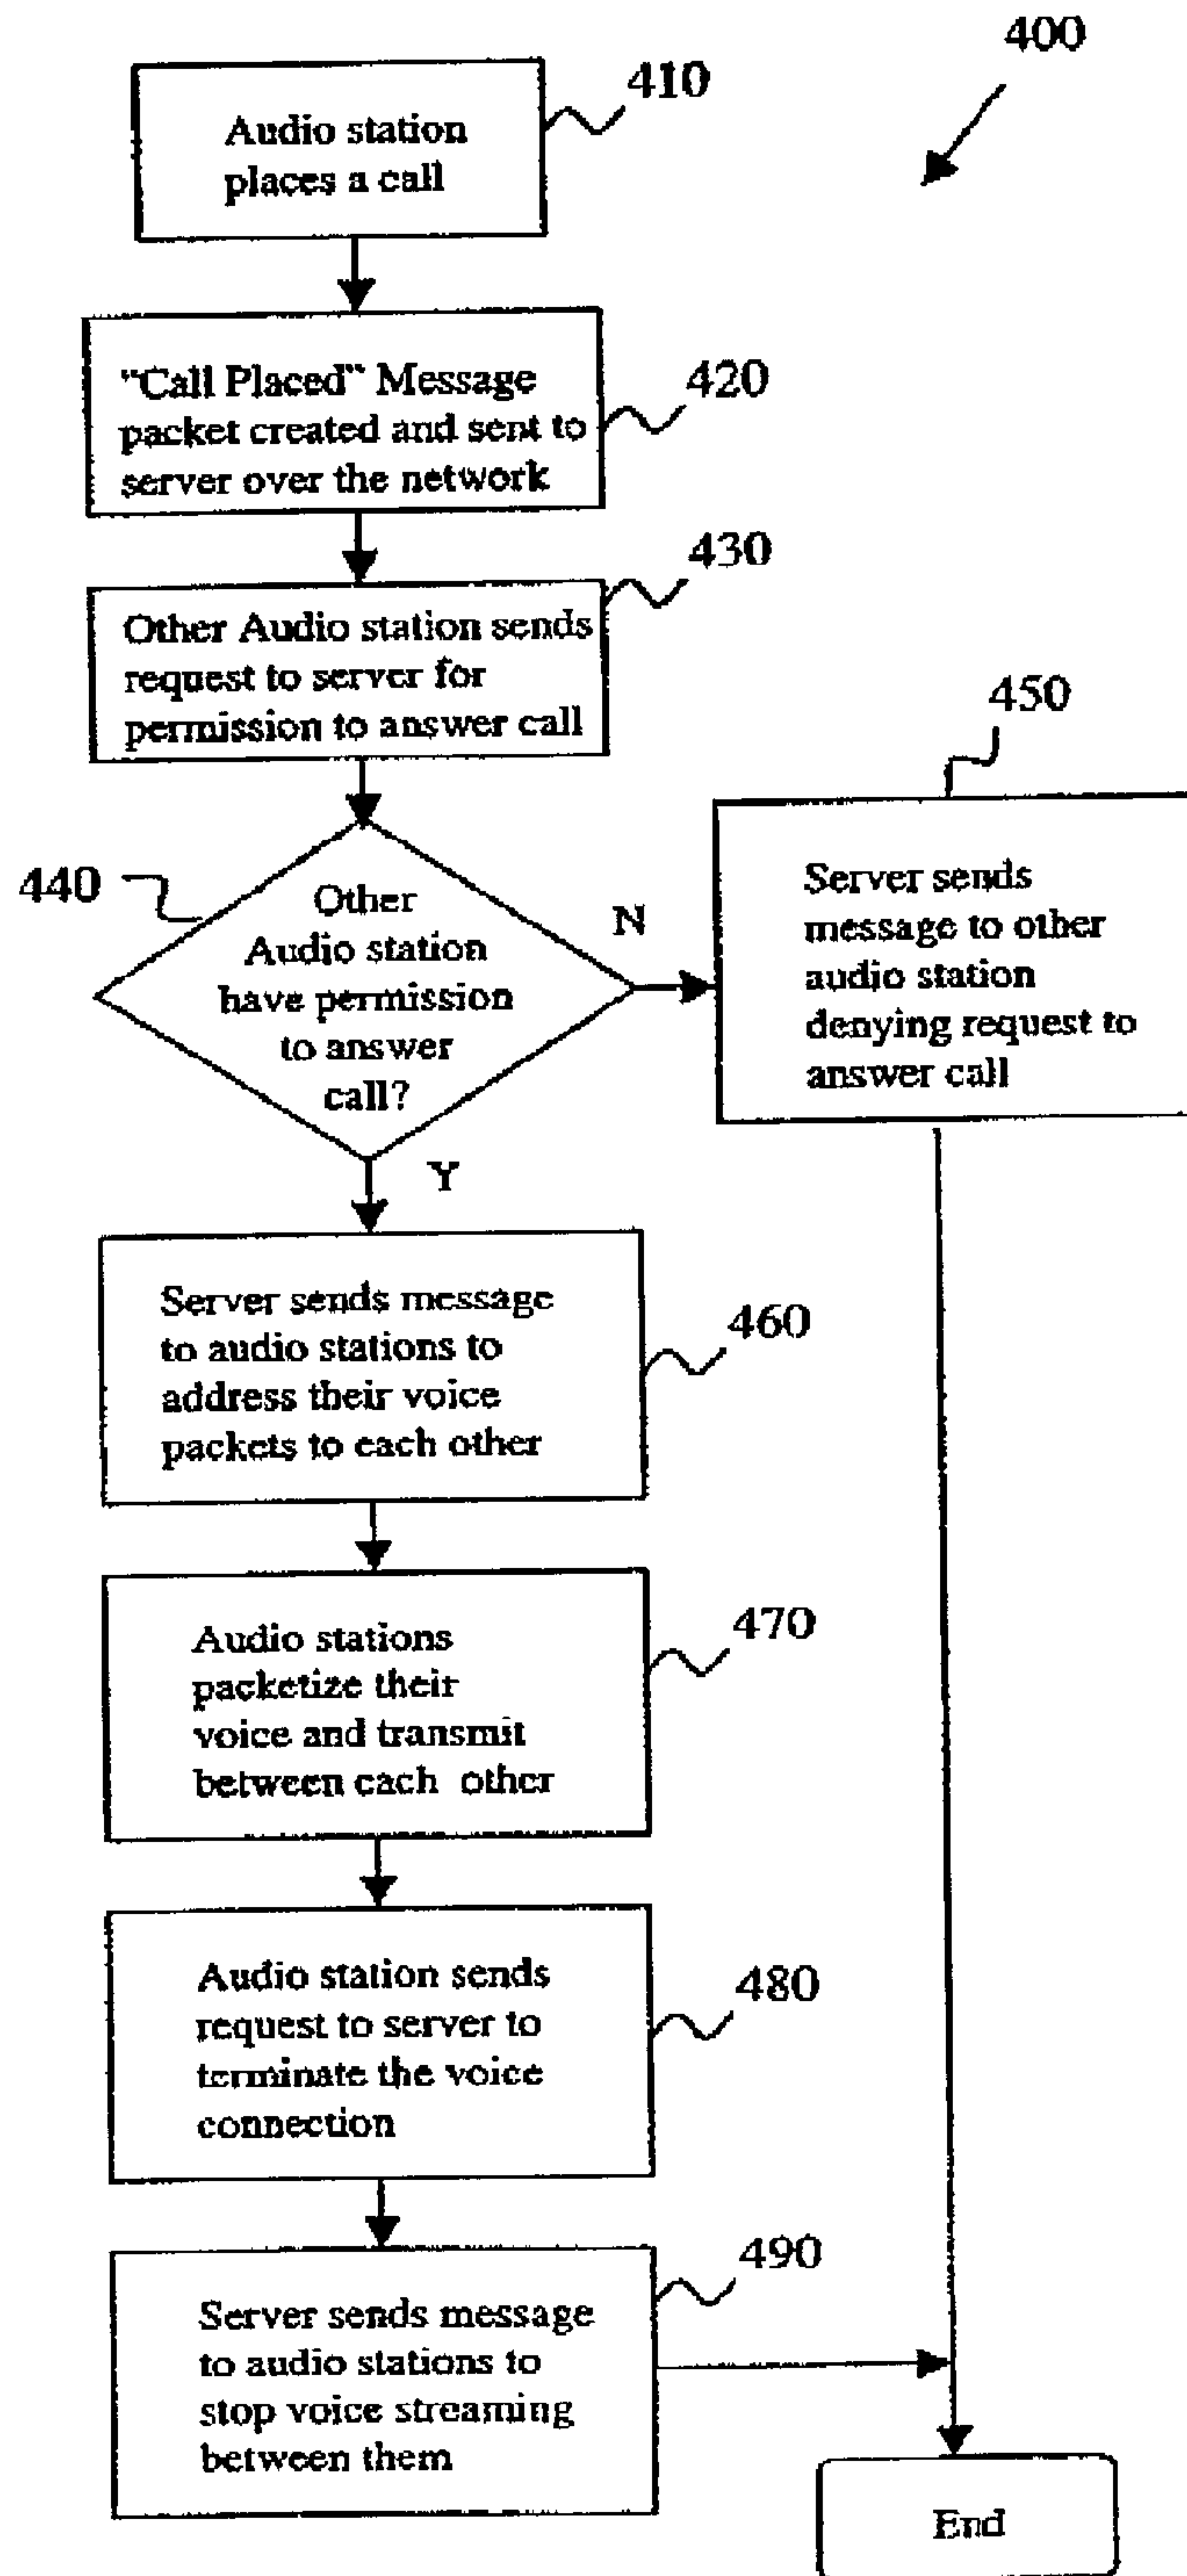 400
410
Audio station
places a call
"Call Placed" Message
packet created and sent to
server over the network
420
430
Other Audio station sends
request to server for
permission to answer call
440
Other
Audio station
have permission
to answer
call?
N
450
Server sends
message to other
audio station
denying request to
answer call
Y
Server sends message
to audio stations to
address their voice
packets to each other
460
Audio stations
packetize their
voice and transmit
between each other
470
Audio station sends
request to server to
terminate the voice
connection
480
490
Server sends message
to audio stations to
stop voice streaming
between them
End